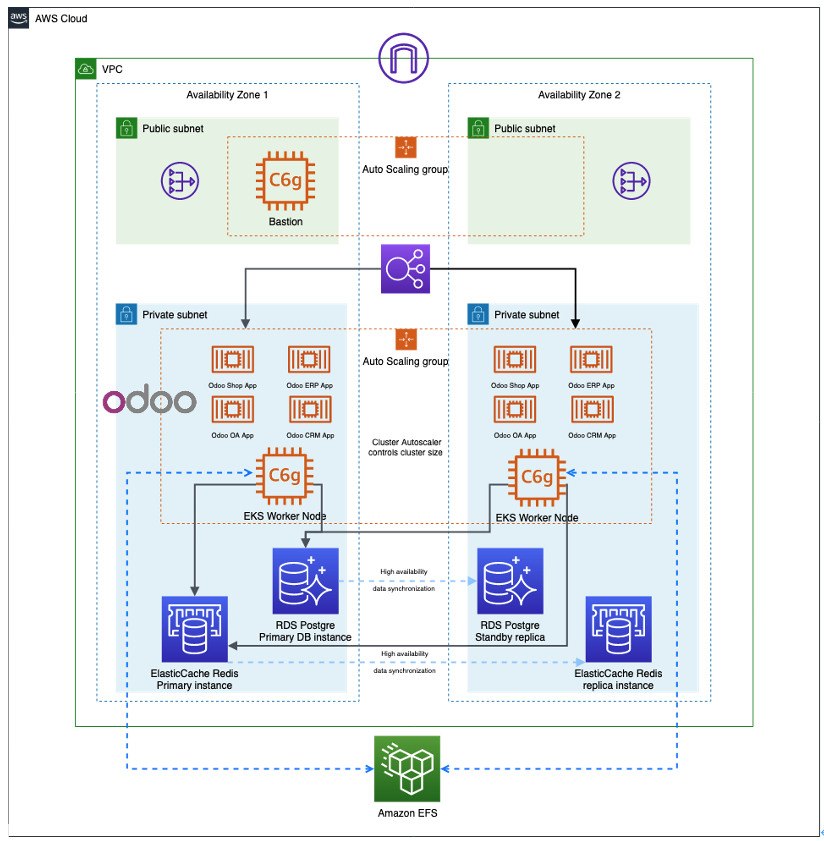 aws
AWS Cloud
VPC
Availability Zone 1
Availability Zone 2
Public subnet
Public subnet
Auto Scaling group
C6g
Bastion
Private subnet
Private subnet
Auto Scaling group
Odoo Shop App
Odoo ERP App
Odoo Shop App
Odoo ERP App
odoo
Odoo OA App
Odoo CRM App
Odoo OA App
Odoo CRM App
Cluster Autoscaler
controls cluster size
C6g
C6g
EKS Worker Node
EKS Worker Node
High availability
data synchronization
RDS Postgre
Primary DB instance
RDS Postgre
Standby replica
High availability
data synchronization
ElasticCache Redis
Primary instance
ElasticCache Redis
replica instance
Amazon EFS